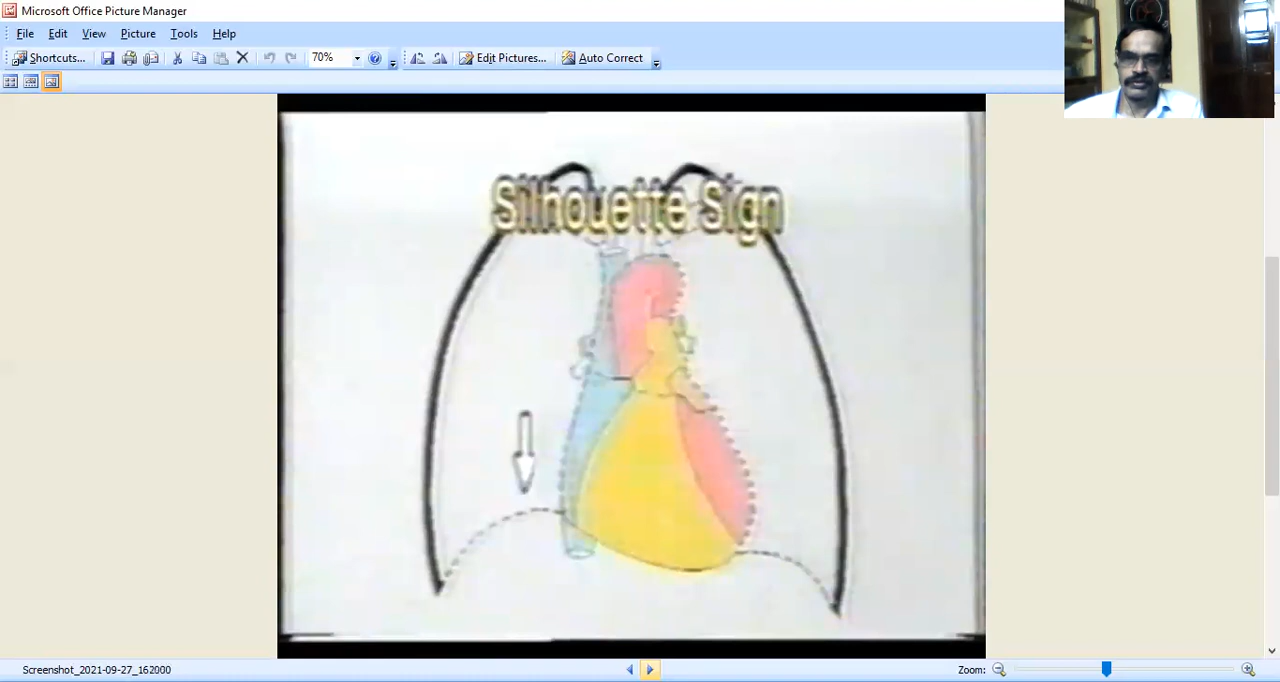 Microsoft Office Picture Manager
File Edit View Picture Tools Help
Shortcuts... 70% Edit Pictures... Auto Correct
Silhouette Sign
Screenshot_2021-09-27_162000 Zoom: